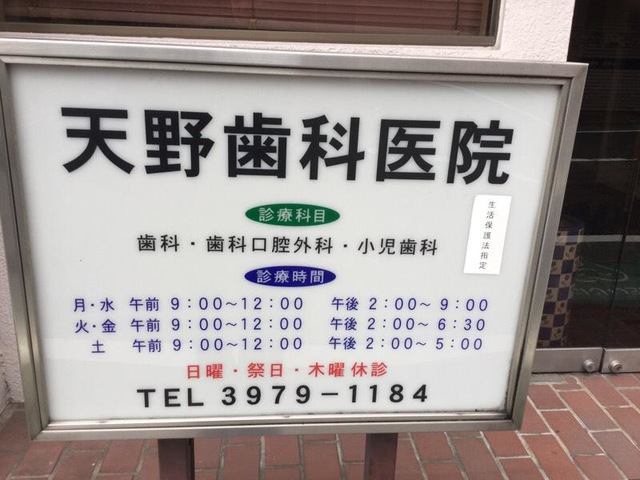 天野歯科医院
診療科目
歯科・歯科口腔外科・小児歯科
生活保護法指定
診療時間
月・水 午前 9：00～12：00 午後 2：00～ 9：00
火・金 午前 9：00～12：00 午後 2：00～ 6：30
土 午前 9：00～12：00 午後 2：00～ 5：00
日曜・祭日・木曜休診
TEL 3979－1184